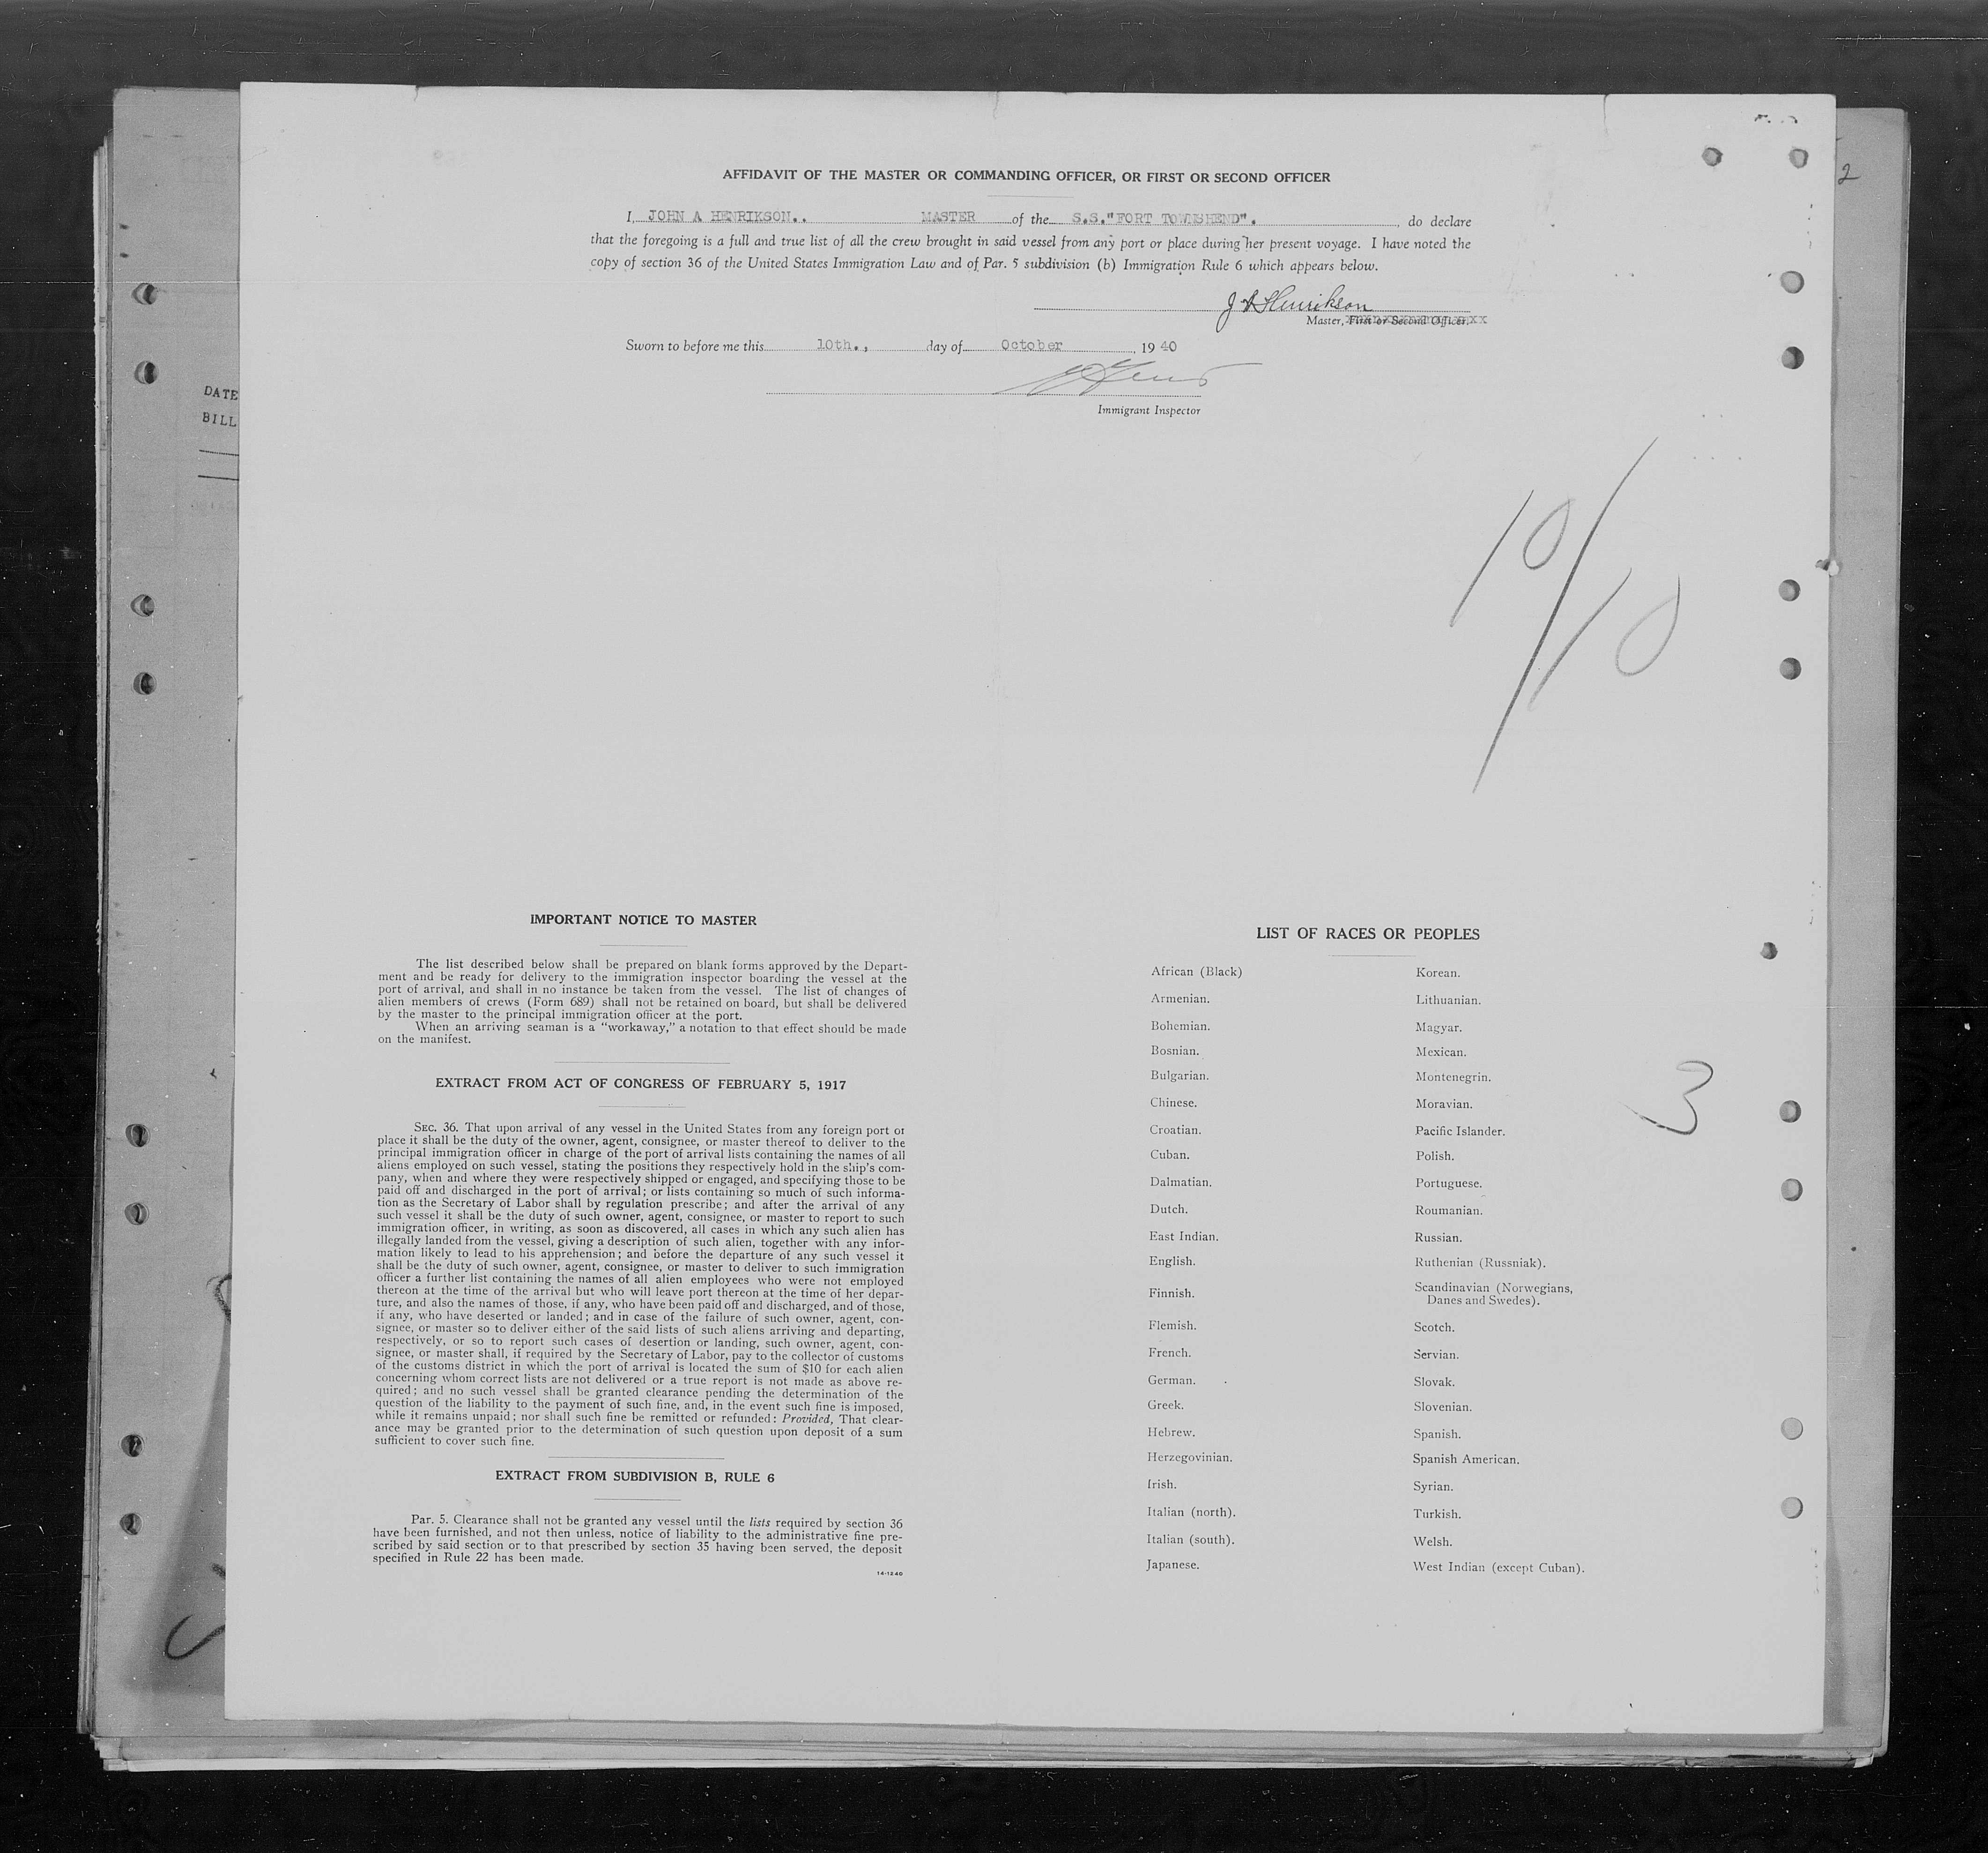 AFFIDAVIT OF THE MASTER OR COMMANDING OFFICER, OR FIRST OR SECOND OFFICER
I, JOHN A HENRIKSON.. MASTER of the S.S."FORT TOWNSHEND". , do declare
that the foregoing is a full and true list of all the crew brought in said vessel from any port or place during her present voyage. I have noted the
copy of section 36 of the United States Immigration Law and of Par. 5 subdivision (b) Immigration Rule 6 which appears below.
J A Henrikson
Master, First or Second Officer.
Sworn to before me this 10th., day of October , 19 40
Immigrant Inspector
DATE
BILL
2
10/10
IMPORTANT NOTICE TO MASTER
The list described below shall be prepared on blank forms approved by the Depart-
ment and be ready for delivery to the immigration inspector boarding the vessel at the
port of arrival, and shall in no instance be taken from the vessel. The list of changes of
alien members of crews (Form 689) shall not be retained on board, but shall be delivered
by the master to the principal immigration officer at the port.
When an arriving seaman is a "workaway," a notation to that effect should be made
on the manifest.
EXTRACT FROM ACT OF CONGRESS OF FEBRUARY 5, 1917
SEC. 36. That upon arrival of any vessel in the United States from any foreign port or
place it shall be the duty of the owner, agent, consignee, or master thereof to deliver to the
principal immigration officer in charge of the port of arrival lists containing the names of all
aliens employed on such vessel, stating the positions they respectively hold in the ship's com-
pany, when and where they were respectively shipped or engaged, and specifying those to be
paid off and discharged in the port of arrival; or lists containing so much of such informa-
tion as the Secretary of Labor shall by regulation prescribe; and after the arrival of any
such vessel it shall be the duty of such owner, agent, consignee, or master to report to such
immigration officer, in writing, as soon as discovered, all cases in which any such alien has
illegally landed from the vessel, giving a description of such alien, together with any infor-
mation likely to lead to his apprehension; and before the departure of any such vessel it
shall be the duty of such owner, agent, consignee, or master to deliver to such immigration
officer a further list containing the names of all alien employees who were not employed
thereon at the time of the arrival but who will leave port thereon at the time of her depar-
ture, and also the names of those, if any, who have been paid off and discharged, and of those,
if any, who have deserted or landed; and in case of the failure of such owner, agent, con-
signee, or master so to deliver either of the said lists of such aliens arriving and departing,
respectively, or so to report such cases of desertion or landing, such owner, agent, con-
signee, or master shall, if required by the Secretary of Labor, pay to the collector of customs
of the customs district in which the port of arrival is located the sum of $10 for each alien
concerning whom correct lists are not delivered or a true report is not made as above re-
quired; and no such vessel shall be granted clearance pending the determination of the
question of the liability to the payment of such fine, and, in the event such fine is imposed,
while it remains unpaid; nor shall such fine be remitted or refunded: Provided, That clear-
ance may be granted prior to the determination of such question upon deposit of a sum
sufficient to cover such fine.
EXTRACT FROM SUBDIVISION B, RULE 6
Par. 5. Clearance shall not be granted any vessel until the lists required by section 36
have been furnished, and not then unless, notice of liability to the administrative fine pre-
scribed by said section or to that prescribed by section 35 having been served, the deposit
specified in Rule 22 has been made.
14-1240
LIST OF RACES OR PEOPLES
African (Black)
Armenian.
Bohemian.
Bosnian.
Bulgarian.
Chinese.
Croatian.
Cuban.
Dalmatian.
Dutch.
East Indian.
English.
Finnish.
Flemish.
French.
German.
Greek.
Hebrew.
Herzegovinian.
Irish.
Italian (north).
Italian (south).
Japanese.
Korean.
Lithuanian.
Magyar.
Mexican.
Montenegrin.
Moravian.
Pacific Islander.
Polish.
Portuguese.
Roumanian.
Russian.
Ruthenian (Russniak).
Scandinavian (Norwegians,
Danes and Swedes).
Scotch.
Servian.
Slovak.
Slovenian.
Spanish.
Spanish American.
Syrian.
Turkish.
Welsh.
West Indian (except Cuban).
3